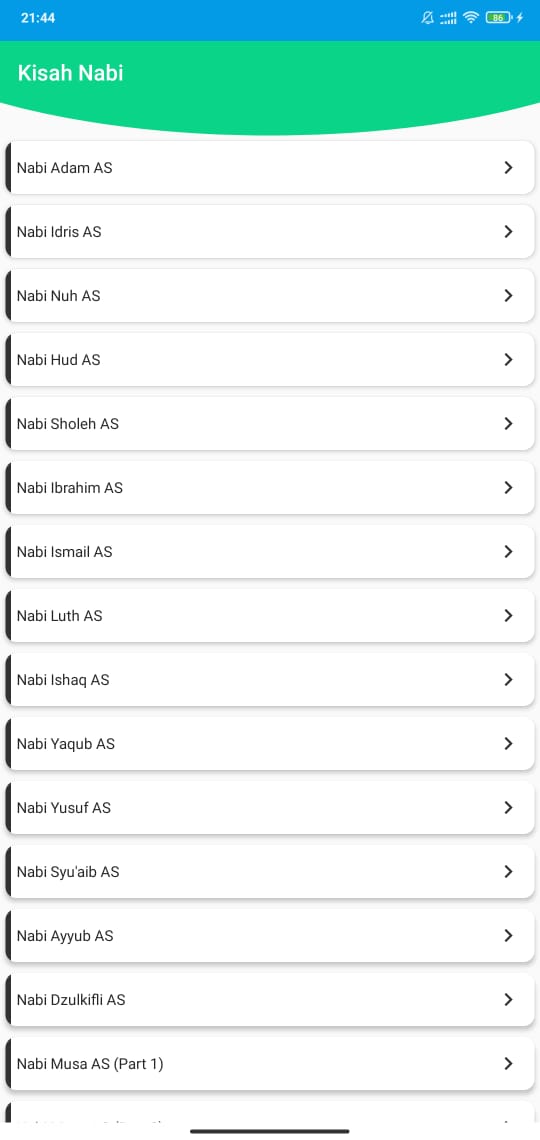 21:44
86
Kisah Nabi
Nabi Adam AS
Nabi Idris AS
Nabi Nuh AS
Nabi Hud AS
Nabi Sholeh AS
Nabi Ibrahim AS
Nabi Ismail AS
Nabi Luth AS
Nabi Ishaq AS
Nabi Yaqub AS
Nabi Yusuf AS
Nabi Syu'aib AS
Nabi Ayyub AS
Nabi Dzulkifli AS
Nabi Musa AS (Part 1)